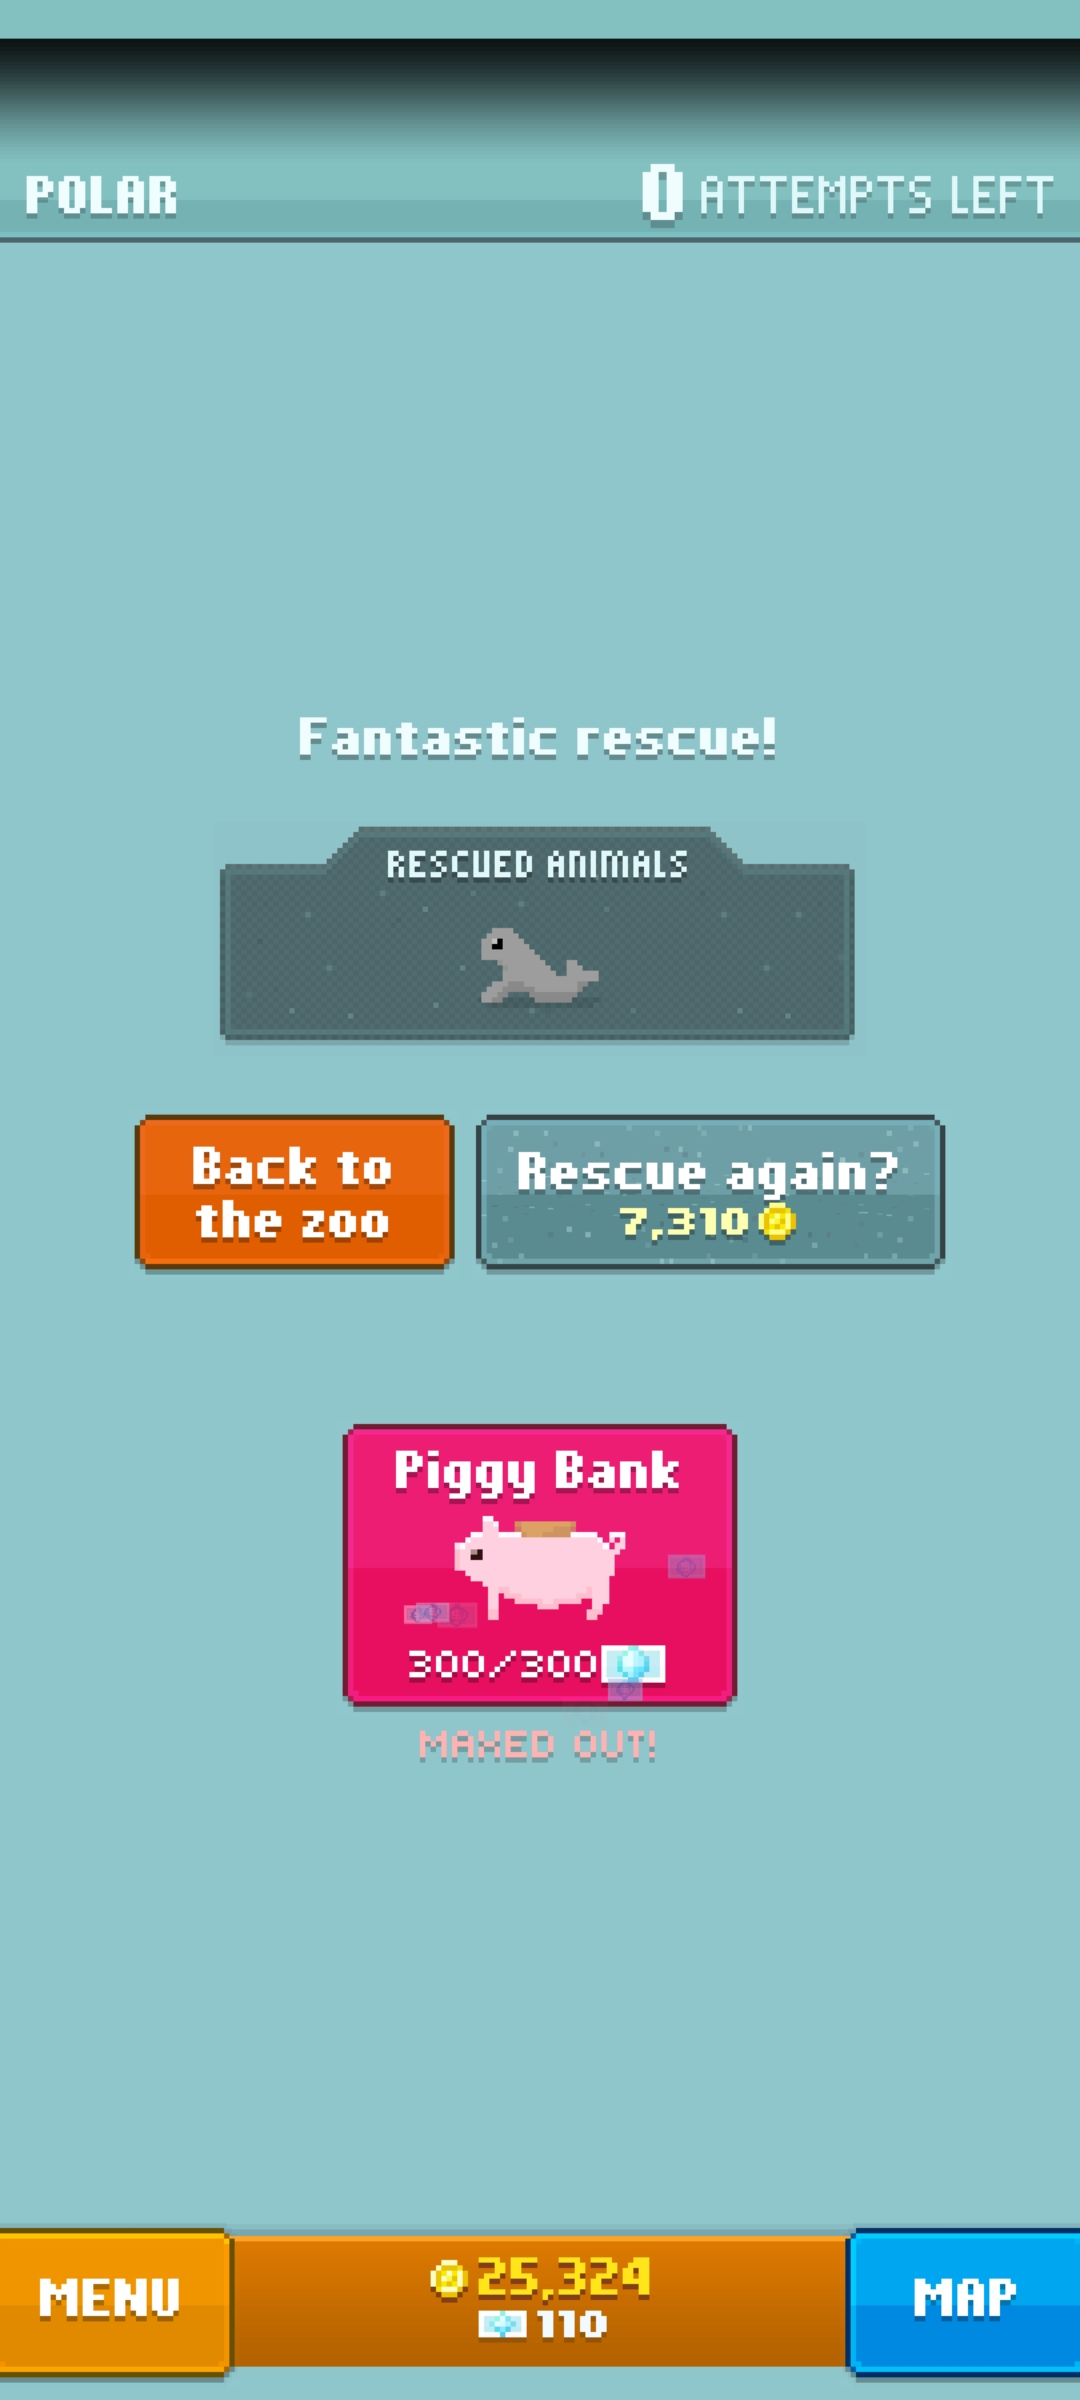 POLAR
0 ATTEMPTS LEFT
Fantastic rescue!
RESCUED ANIMALS
Back to
the zoo
Rescue again?
7,310
Piggy Bank
300/300
MAXED OUT!
MENU
25,324
110
MAP